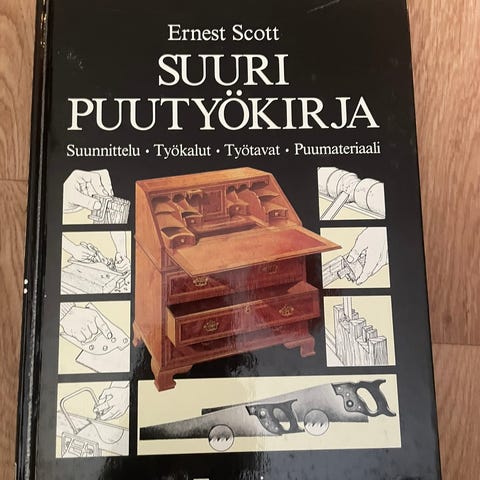 Ernest Scott
SUURI
PUUTYÖKIRJA
Suunnittelu • Työkalut • Työtavat • Puumateriaali